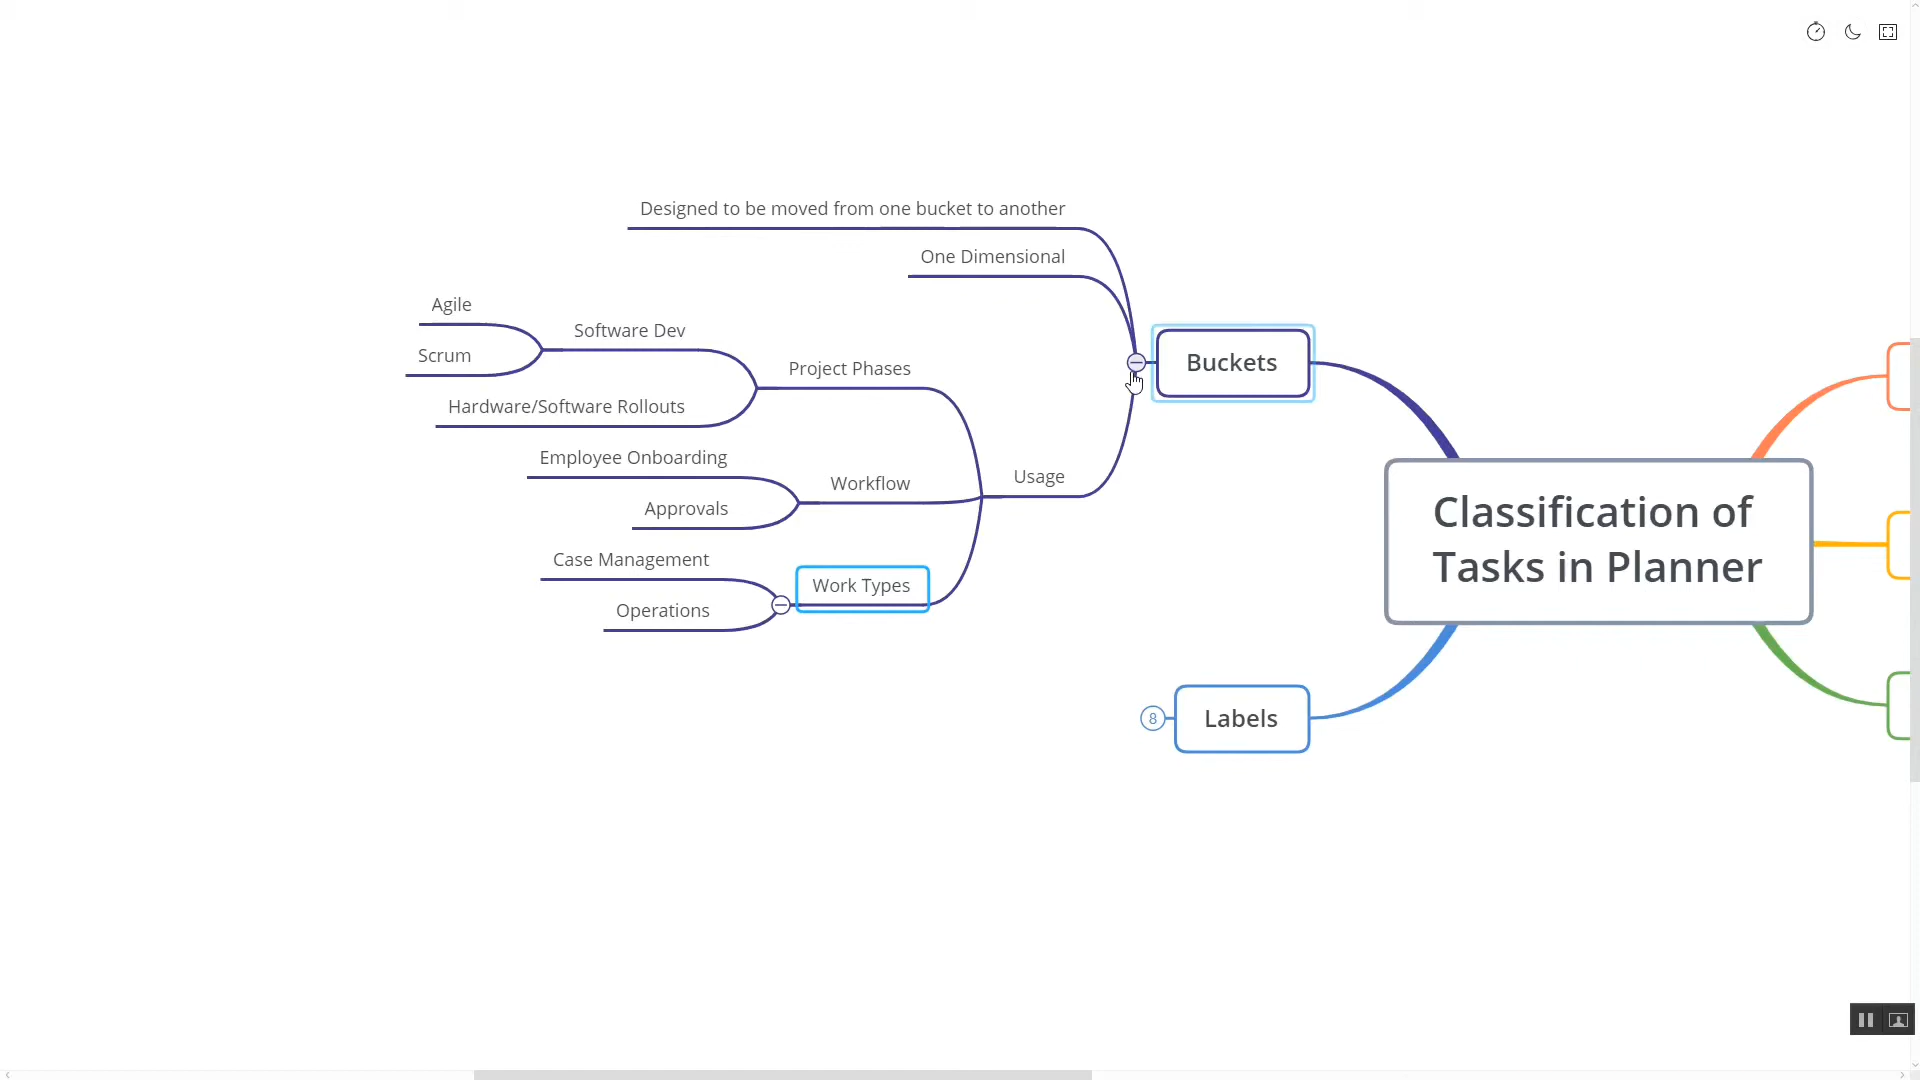 Designed to be moved from one bucket to another
One Dimensional
Agile
Software Dev
Scrum
Project Phases
Hardware/Software Rollouts
Buckets
Employee Onboarding
Workflow
Usage
Approvals
Case Management
Work Types
Operations
Classification of
Tasks in Planner
8
Labels